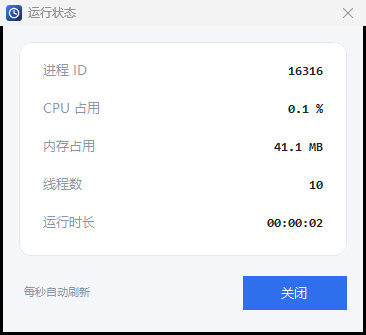 运行状态
进程 ID 16316
CPU 占用 0.1 %
内存占用 41.1 MB
线程数 10
运行时长 00:00:02
每秒自动刷新 关闭